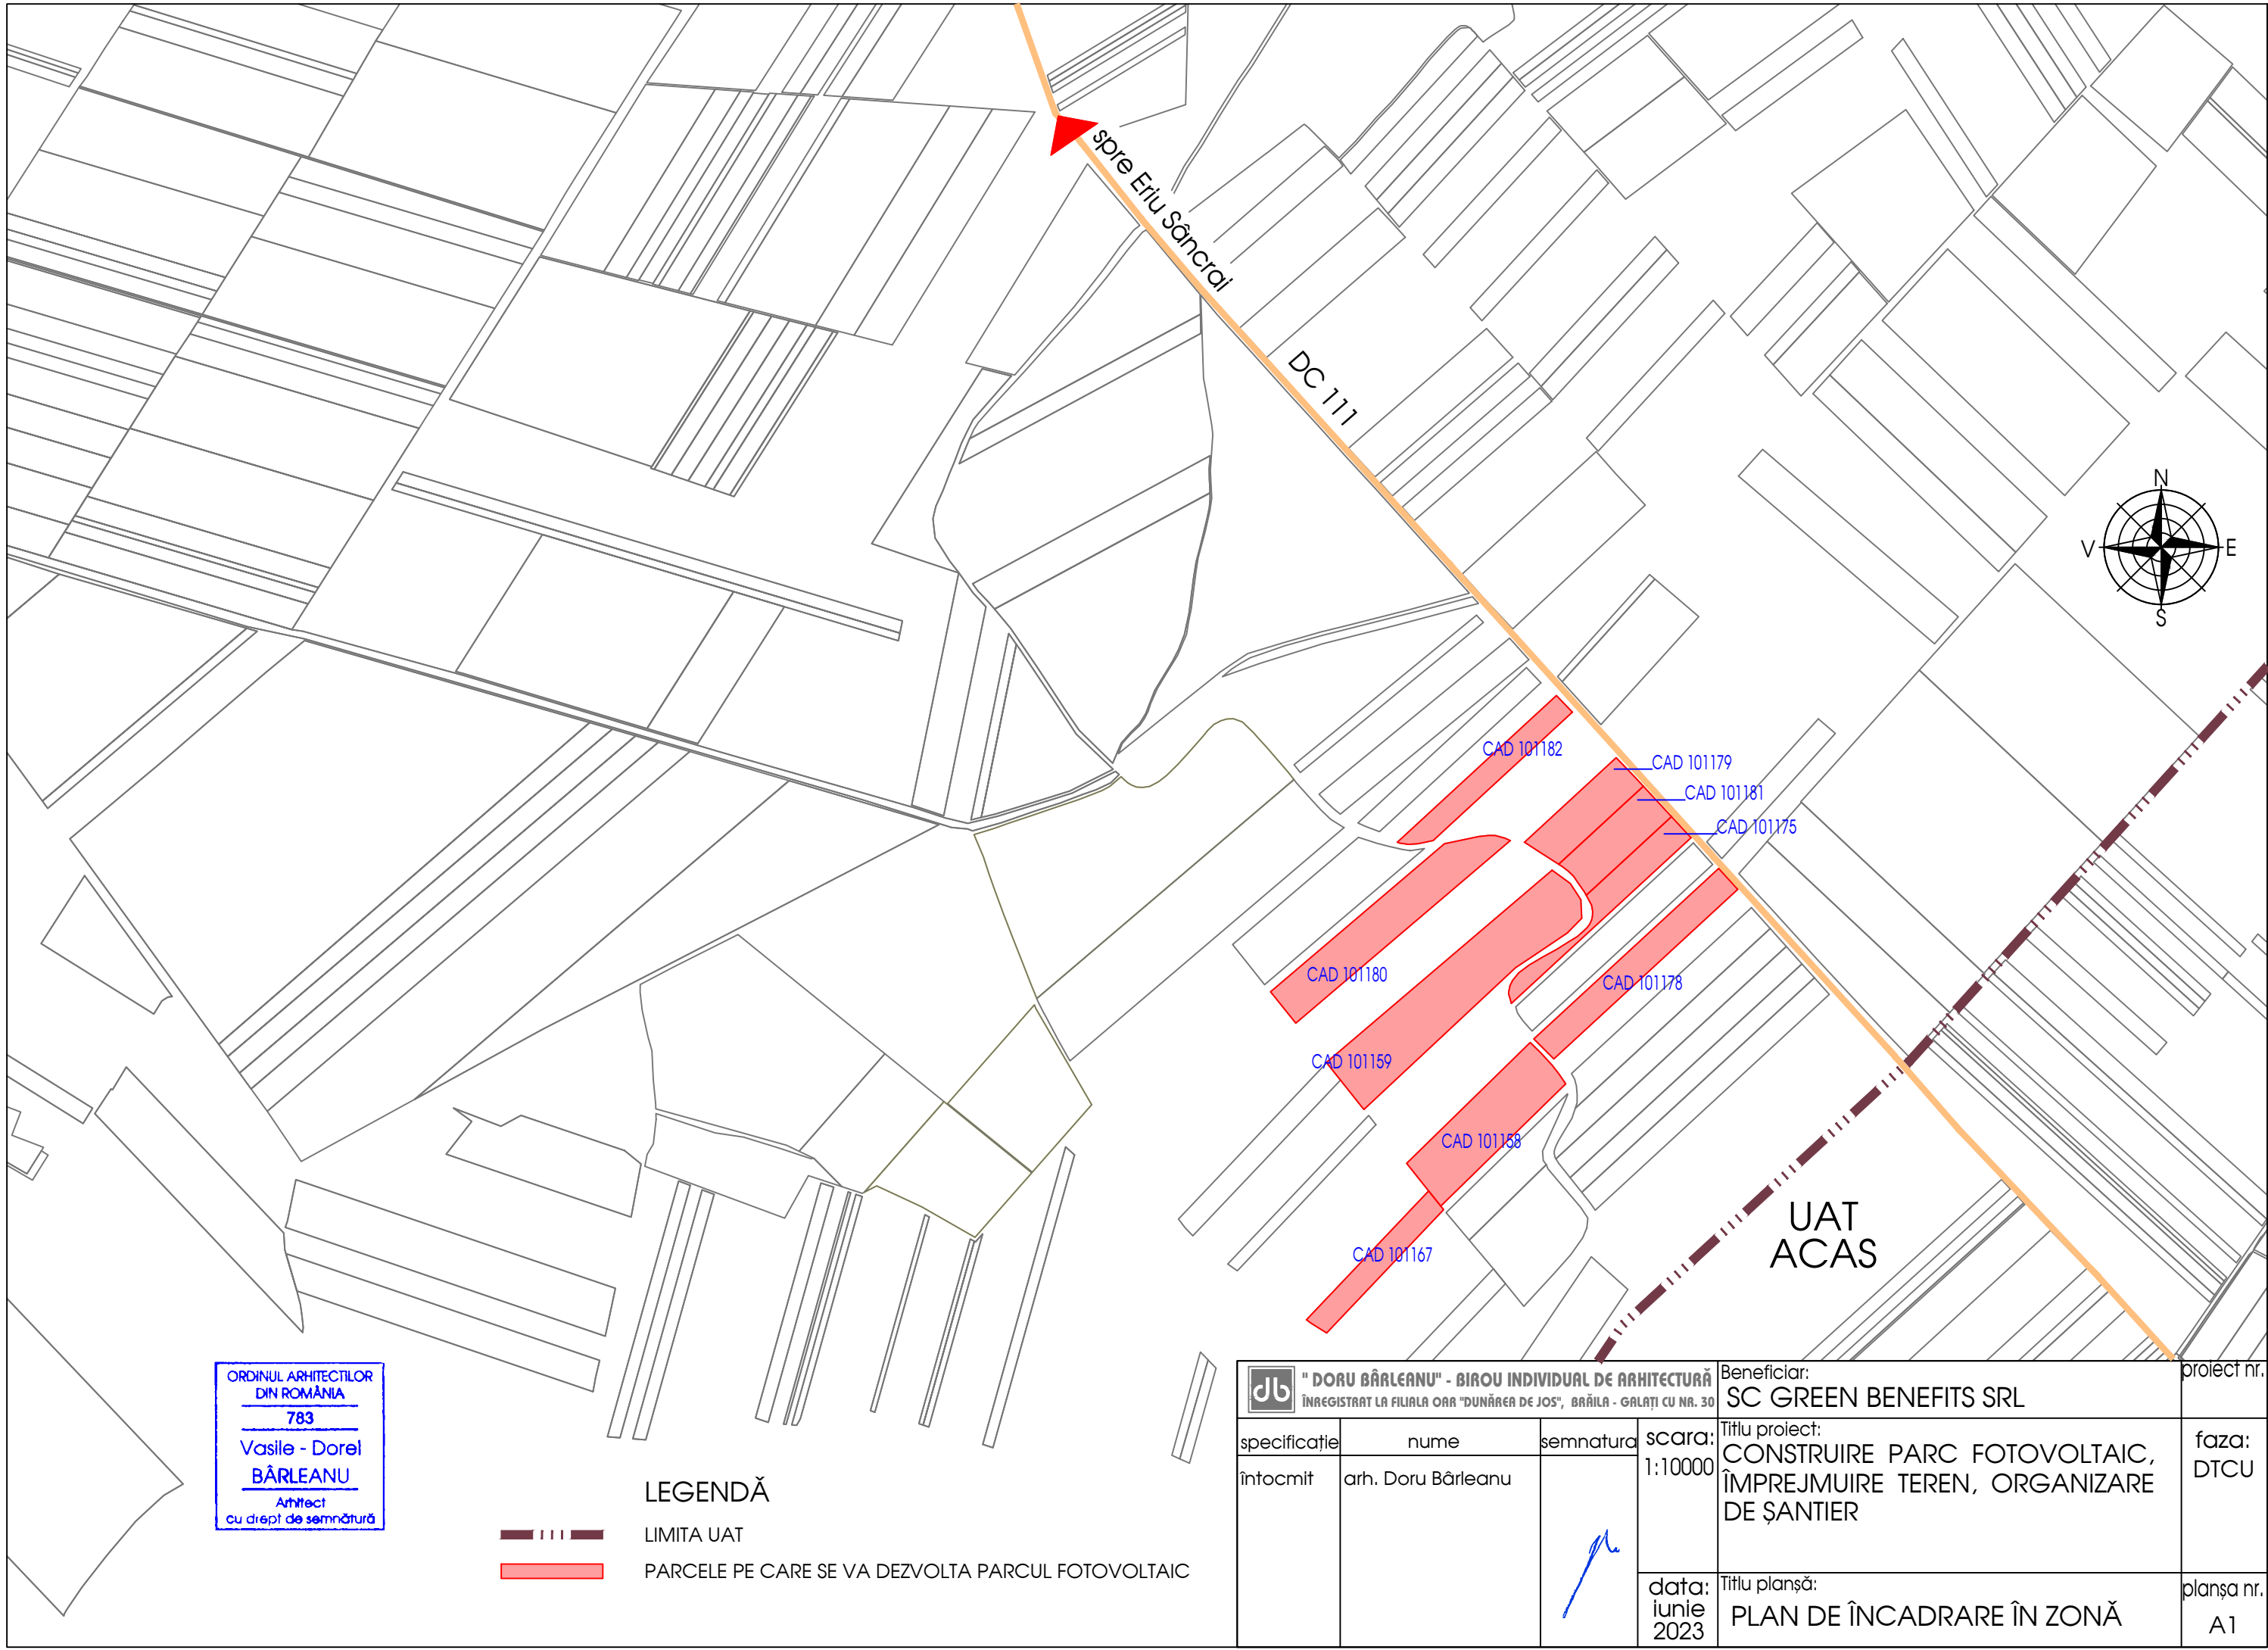 spre Eriu Sâncrai
DC 111
N
V
E
S
CAD 101182
CAD 101179
CAD 101181
CAD 101175
CAD 101180
CAD 101178
CAD 101159
CAD 101158
CAD 101167
UAT
ACAS
ORDINUL ARHITECTILOR
DIN ROMÂNIA
783
Vasile - Dorel
BÂRLEANU
Arhitect
cu drept de semnătură
LEGENDĂ
LIMITA UAT
PARCELE PE CARE SE VA DEZVOLTA PARCUL FOTOVOLTAIC
db
" DORU BÂRLEANU" - BIROU INDIVIDUAL DE ARHITECTURĂ
ÎNREGISTRAT LA FILIALA OAR "DUNĂREA DE JOS", BRĂILA - GALAȚI CU NR. 30
Beneficiar:
SC GREEN BENEFITS SRL
proiect nr.
specificație
nume
semnatura
scara:
1:10000
întocmit
arh. Doru Bârleanu
Titlu proiect:
CONSTRUIRE PARC FOTOVOLTAIC,
ÎMPREJMUIRE TEREN, ORGANIZARE
DE ȘANTIER
faza:
DTCU
data:
iunie
2023
Titlu planșă:
PLAN DE ÎNCADRARE ÎN ZONĂ
planșa nr.
A1